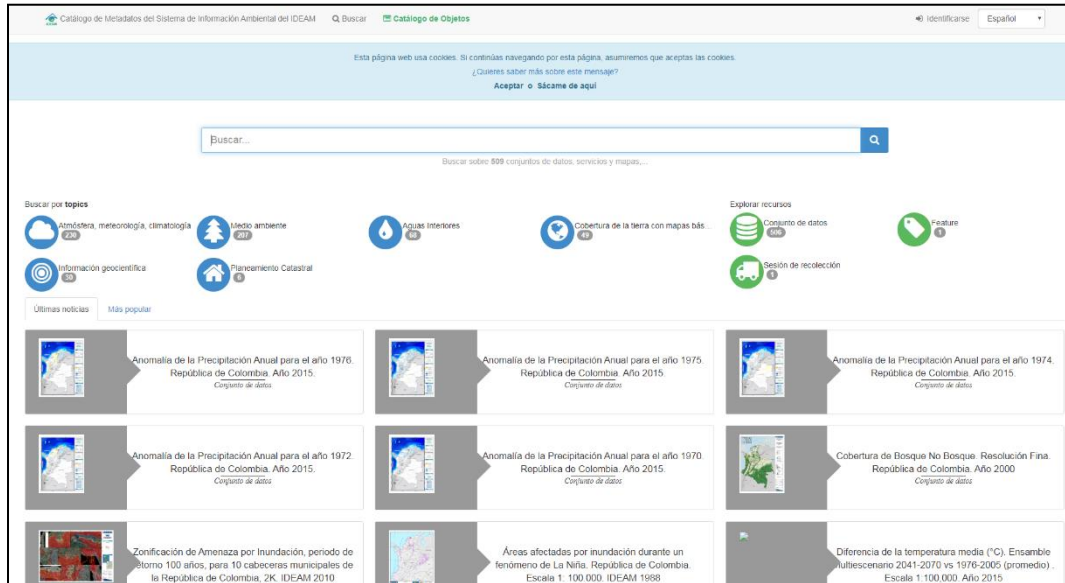 Catálogo de Metadatos del Sistema de Información Ambiental del IDEAM
Buscar
Catálogo de Objetos
Identificarse
Español
Esta página web usa cookies. Si continúas navegando por esta página, asumiremos que aceptas las cookies.
¿Quieres saber más sobre este mensaje?
Aceptar o Sácame de aquí
Buscar...
Buscar sobre 509 conjuntos de datos, servicios y mapas,...
Buscar por topics
Atmósfera, meteorología, climatología
230
Medio ambiente
207
Aguas Interiores
68
Cobertura de la tierra con mapas bás...
49
Información geocientífica
30
Planeamiento Catastral
6
Explorar recursos
Conjunto de datos
506
Feature
1
Sesión de recolección
1
Últimas noticias
Más popular
Anomalía de la Precipitación Anual para el año 1976.
República de Colombia. Año 2015.
Conjunto de datos
Anomalía de la Precipitación Anual para el año 1975.
República de Colombia. Año 2015.
Conjunto de datos
Anomalía de la Precipitación Anual para el año 1974.
República de Colombia. Año 2015.
Conjunto de datos
Anomalía de la Precipitación Anual para el año 1972.
República de Colombia. Año 2015.
Conjunto de datos
Anomalía de la Precipitación Anual para el año 1970.
República de Colombia. Año 2015.
Conjunto de datos
Cobertura de Bosque No Bosque. Resolución Fina.
República de Colombia. Año 2000
Conjunto de datos
Zonificación de Amenaza por Inundación, periodo de
etorno 100 años, para 10 cabeceras municipales de
la República de Colombia, 2K. IDEAM 2010
Áreas afectadas por inundación durante un
fenómeno de La Niña. República de Colombia.
Escala 1: 100.000. IDEAM 1988
Diferencia de la temperatura media (°C). Ensamble
ultiescenario 2041-2070 vs 1976-2005 (promedio) .
Escala 1:100,000. Año 2015